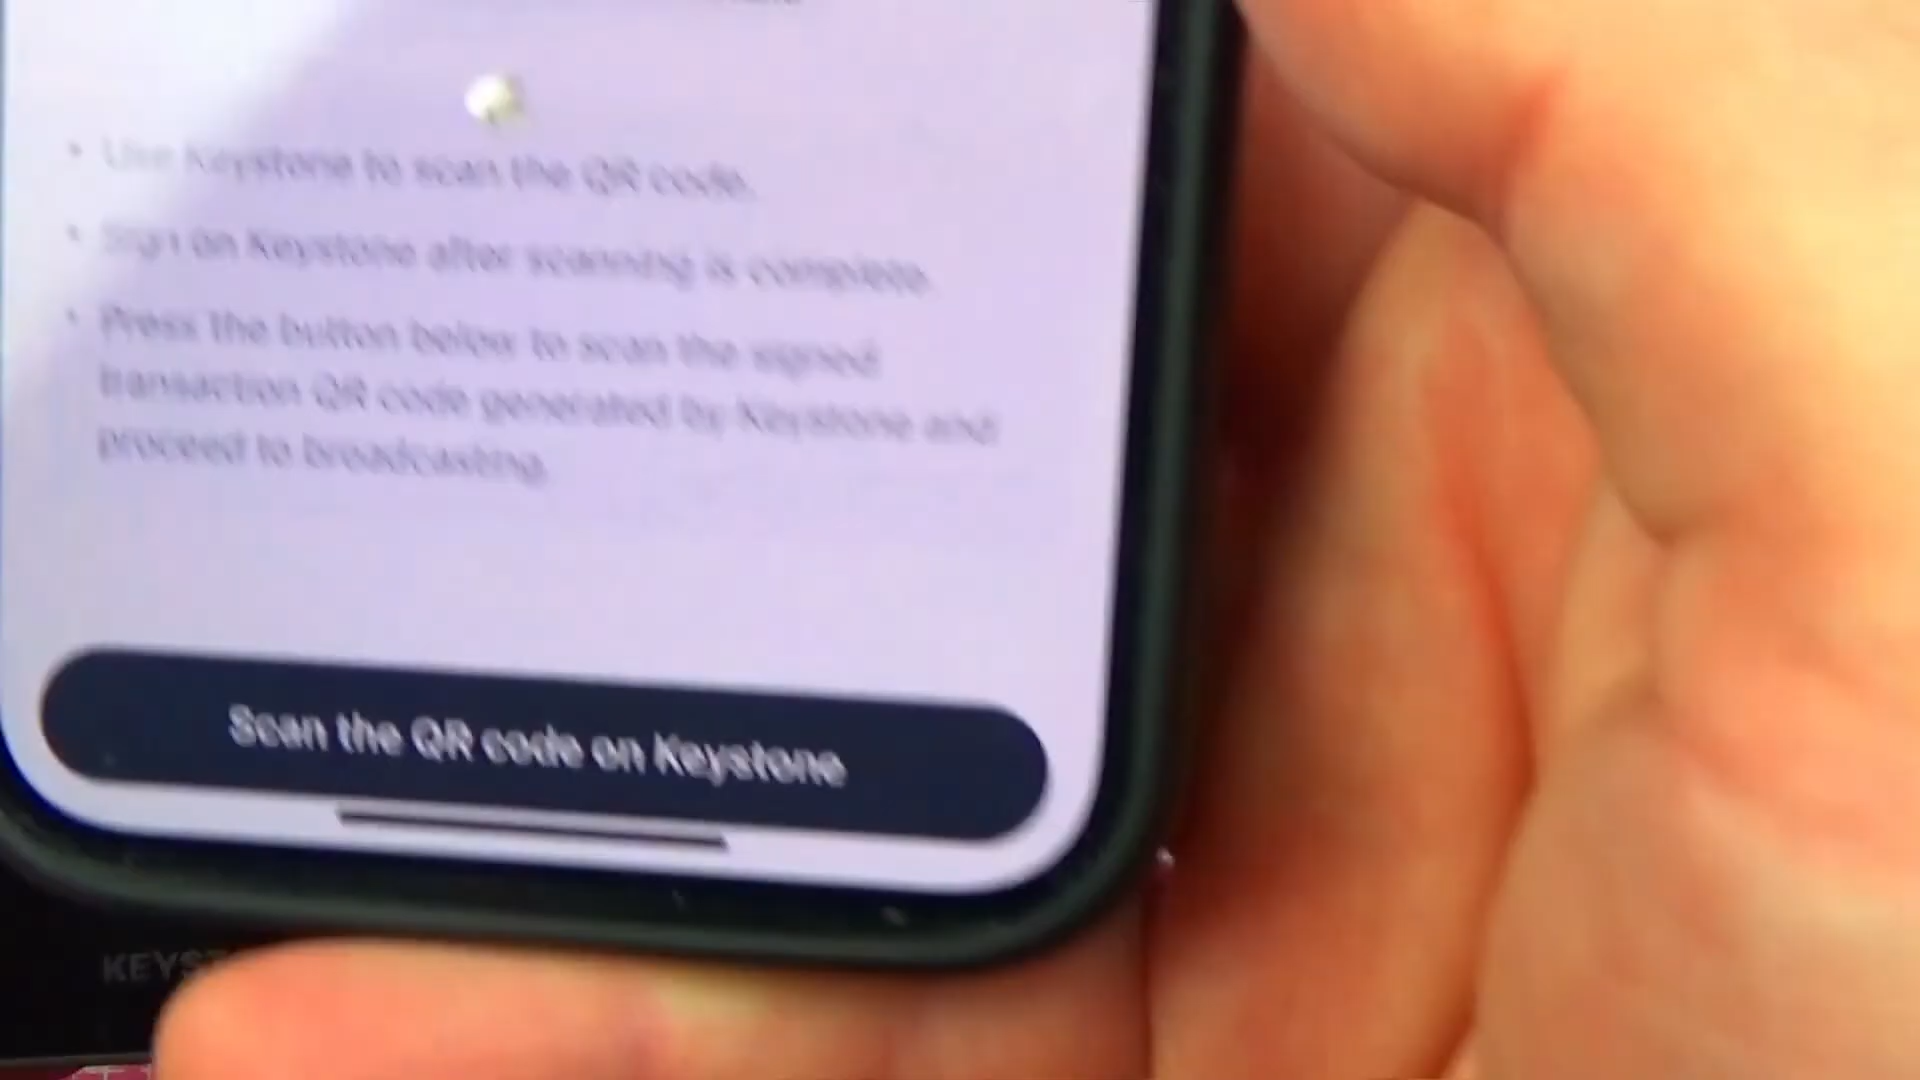 • Use Keystone to scan the QR code.
• Sign on Keystone after scanning is complete.
• Press the button below to scan the signed
transaction QR code generated by Keystone and
proceed to broadcasting.
Scan the QR code on Keystone
KEYST